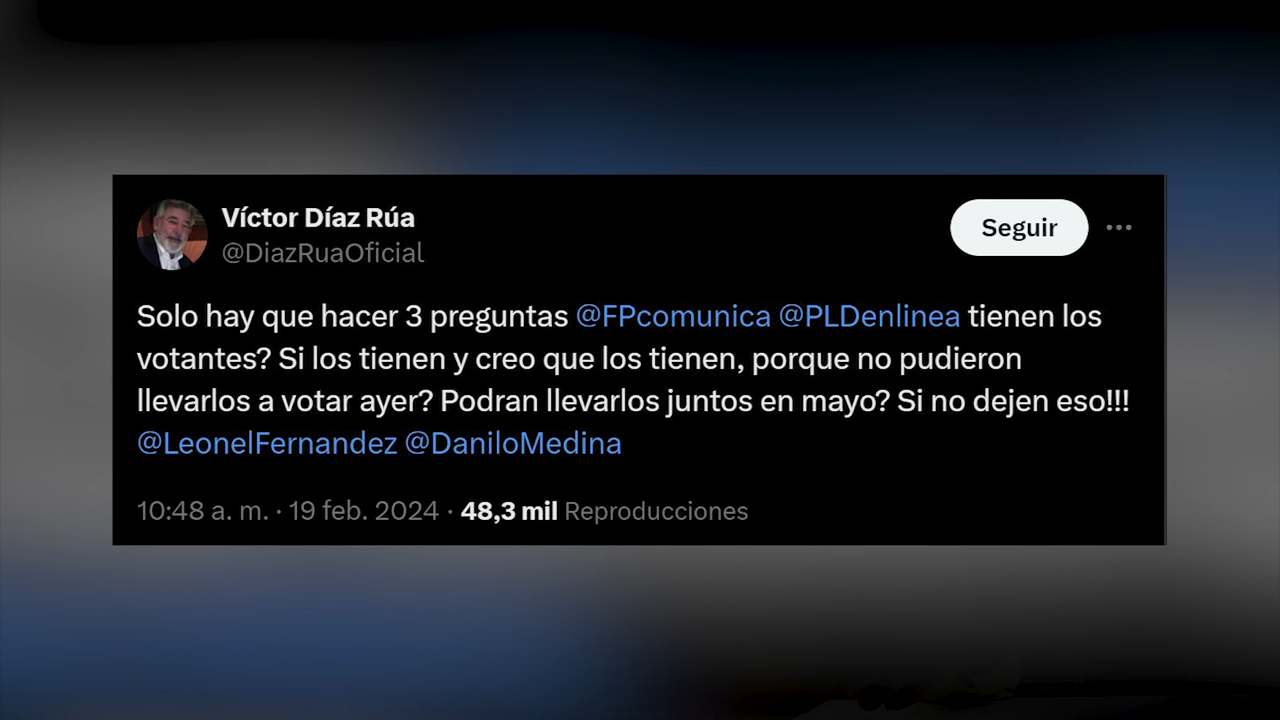 Víctor Díaz Rúa
@DiazRuaOficial
Seguir
Solo hay que hacer 3 preguntas @FPcomunica @PLDenlinea tienen los
votantes? Si los tienen y creo que los tienen, porque no pudieron
llevarlos a votar ayer? Podran llevarlos juntos en mayo? Si no dejen eso!!!
@LeonelFernandez @DaniloMedina
10:48 a. m. · 19 feb. 2024 · 48,3 mil Reproducciones